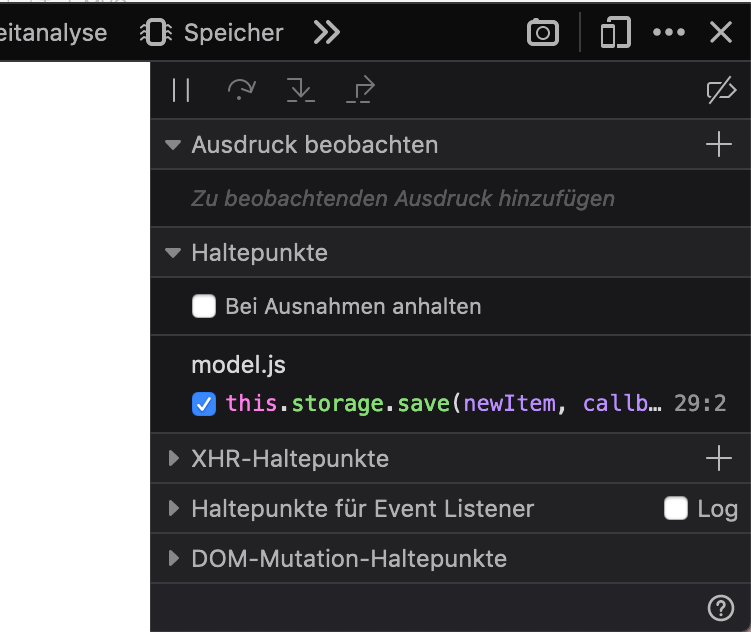 eitanalyse Speicher
Ausdruck beobachten
Zu beobachtenden Ausdruck hinzufügen
Haltepunkte
Bei Ausnahmen anhalten
model.js
this.storage.save(newItem, callb… 29:2
XHR-Haltepunkte
Haltepunkte für Event Listener Log
DOM-Mutation-Haltepunkte